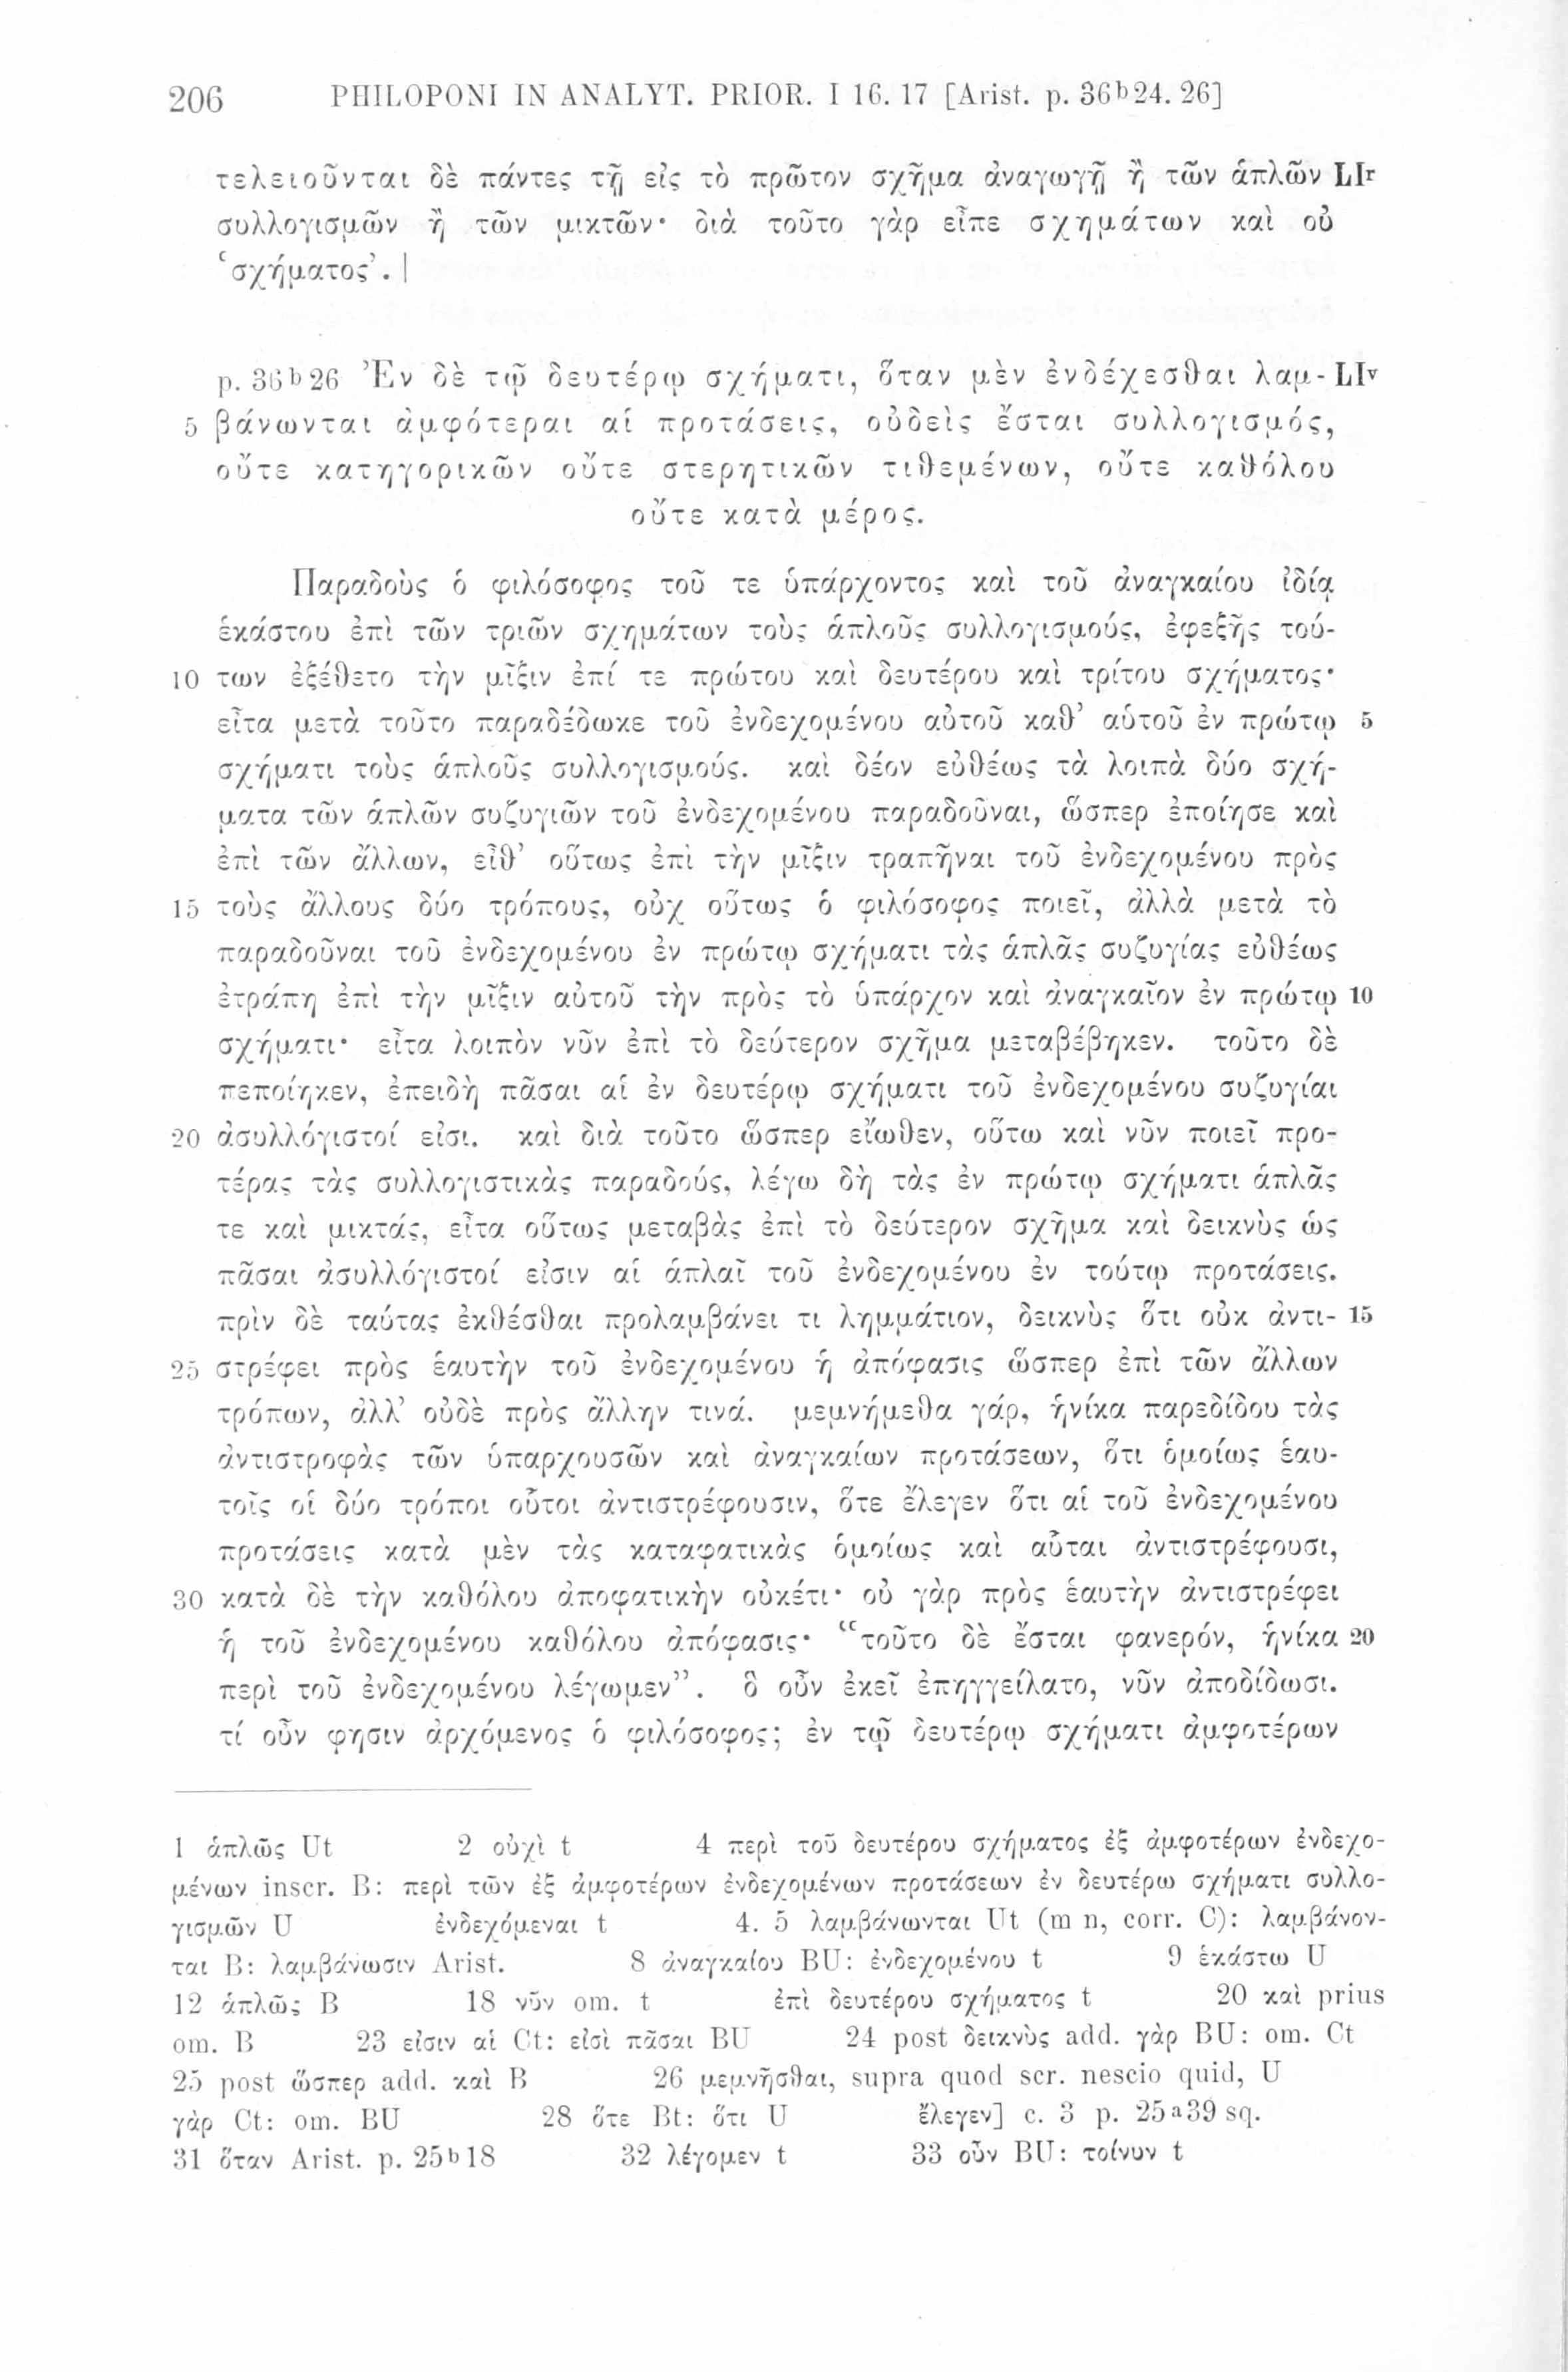 206 PHILOPONI IN ANALYT. PRIOR. I 16. 17 [Arist. p. 36b24. 26]
τελειοῦνται δὲ πάντες τῇ εἰς τὸ πρῶτον σχῆμα ἀναγωγῇ ἢ τῶν ἁπλῶν LIr
συλλογισμῶν ἢ τῶν μικτῶν· διὰ τοῦτο γὰρ εἶπε σχημάτων καὶ οὐ
‘σχήματος’. |
p. 36b26 Ἐν δὲ τῷ δευτέρῳ σχήματι, ὅταν μὲν ἐνδέχεσθαι λαμ- LIv
5 βάνωνται ἀμφότεραι αἱ προτάσεις, οὐδεὶς ἔσται συλλογισμός,
οὔτε κατηγορικῶν οὔτε στερητικῶν τιθεμένων, οὔτε καθόλου
οὔτε κατὰ μέρος.
Παραδοὺς ὁ φιλόσοφος τοῦ τε ὑπάρχοντος καὶ τοῦ ἀναγκαίου ἰδίᾳ
ἑκάστου ἐπὶ τῶν τριῶν σχημάτων τοὺς ἁπλοῦς συλλογισμούς, ἐφεξῆς τού-
10 των ἐξέθετο τὴν μῖξιν ἐπί τε πρώτου καὶ δευτέρου καὶ τρίτου σχήματος·
εἶτα μετὰ τοῦτο παραδέδωκε τοῦ ἐνδεχομένου αὐτοῦ καθ’ αὑτοῦ ἐν πρώτῳ 5
σχήματι τοὺς ἁπλοῦς συλλογισμούς. καὶ δέον εὐθέως τὰ λοιπὰ δύο σχή-
ματα τῶν ἁπλῶν συζυγιῶν τοῦ ἐνδεχομένου παραδοῦναι, ὥσπερ ἐποίησε καὶ
ἐπὶ τῶν ἄλλων, εἶθ’ οὕτως ἐπὶ τὴν μῖξιν τραπῆναι τοῦ ἐνδεχομένου πρὸς
15 τοὺς ἄλλους δύο τρόπους, οὐχ οὕτως ὁ φιλόσοφος ποιεῖ, ἀλλὰ μετὰ τὸ
παραδοῦναι τοῦ ἐνδεχομένου ἐν πρώτῳ σχήματι τὰς ἁπλᾶς συζυγίας εὐθέως
ἐτράπη ἐπὶ τὴν μῖξιν αὐτοῦ τὴν πρὸς τὸ ὑπάρχον καὶ ἀναγκαῖον ἐν πρώτῳ 10
σχήματι· εἶτα λοιπὸν νῦν ἐπὶ τὸ δεύτερον σχῆμα μεταβέβηκεν. τοῦτο δὲ
πεποίηκεν, ἐπειδὴ πᾶσαι αἱ ἐν δευτέρῳ σχήματι τοῦ ἐνδεχομένου συζυγίαι
20 ἀσυλλόγιστοί εἰσι. καὶ διὰ τοῦτο ὥσπερ εἴωθεν, οὕτω καὶ νῦν ποιεῖ προ-
τέρας τὰς συλλογιστικὰς παραδούς, λέγω δὴ τὰς ἐν πρώτῳ σχήματι ἁπλᾶς
τε καὶ μικτάς, εἶτα οὕτως μεταβὰς ἐπὶ τὸ δεύτερον σχῆμα καὶ δεικνὺς ὡς
πᾶσαι ἀσυλλόγιστοί εἰσιν αἱ ἁπλαῖ τοῦ ἐνδεχομένου ἐν τούτῳ προτάσεις.
πρὶν δὲ ταύτας ἐκθέσθαι προλαμβάνει τι λημμάτιον, δεικνὺς ὅτι οὐκ ἀντι- 15
25 στρέφει πρὸς ἑαυτὴν τοῦ ἐνδεχομένου ἡ ἀπόφασις ὥσπερ ἐπὶ τῶν ἄλλων
τρόπων, ἀλλ’ οὐδὲ πρὸς ἄλλην τινά. μεμνήμεθα γάρ, ἡνίκα παρεδίδου τὰς
ἀντιστροφὰς τῶν ὑπαρχουσῶν καὶ ἀναγκαίων προτάσεων, ὅτι ὁμοίως ἑαυ-
τοῖς οἱ δύο τρόποι οὗτοι ἀντιστρέφουσιν, ὅτε ἔλεγεν ὅτι αἱ τοῦ ἐνδεχομένου
προτάσεις κατὰ μὲν τὰς καταφατικὰς ὁμοίως καὶ αὗται ἀντιστρέφουσι,
30 κατὰ δὲ τὴν καθόλου ἀποφατικὴν οὐκέτι· οὐ γὰρ πρὸς ἑαυτὴν ἀντιστρέφει
ἡ τοῦ ἐνδεχομένου καθόλου ἀπόφασις· “τοῦτο δὲ ἔσται φανερόν, ἡνίκα 20
περὶ τοῦ ἐνδεχομένου λέγωμεν”. ὃ οὖν ἐκεῖ ἐπηγγείλατο, νῦν ἀποδίδωσι.
τί οὖν φησιν ἀρχόμενος ὁ φιλόσοφος; ἐν τῷ δευτέρῳ σχήματι ἀμφοτέρων
1 ἁπλῶς Ut 2 οὐχὶ t 4 περὶ τοῦ δευτέρου σχήματος ἐξ ἀμφοτέρων ἐνδεχο-
μένων inscr. B: περὶ τῶν ἐξ ἀμφοτέρων ἐνδεχομένων προτάσεων ἐν δευτέρω σχήματι συλλο-
γισμῶν U ἐνδεχόμεναι t 4. 5 λαμβάνωνται Ut (m n, corr. C): λαμβάνον-
ται B: λαμβάνωσιν Arist. 8 ἀναγκαίου BU: ἐνδεχομένου t 9 ἑκάστω U
12 ἁπλῶς B 18 νῦν om. t ἐπὶ δευτέρου σχήματος t 20 καὶ prius
om. B 23 εἰσιν αἱ Ct: εἰσὶ πᾶσαι BU 24 post δεικνὺς add. γὰρ BU: om. Ct
25 post ὥσπερ add. καὶ B 26 μεμνῆσθαι, supra quod scr. nescio quid, U
γὰρ Ct: om. BU 28 ὅτε Bt: ὅτι U ἔλεγεν] c. 3 p. 25a39 sq.
31 ὅταν Arist. p. 25b18 32 λέγομεν t 33 οὖν BU: τοίνυν t